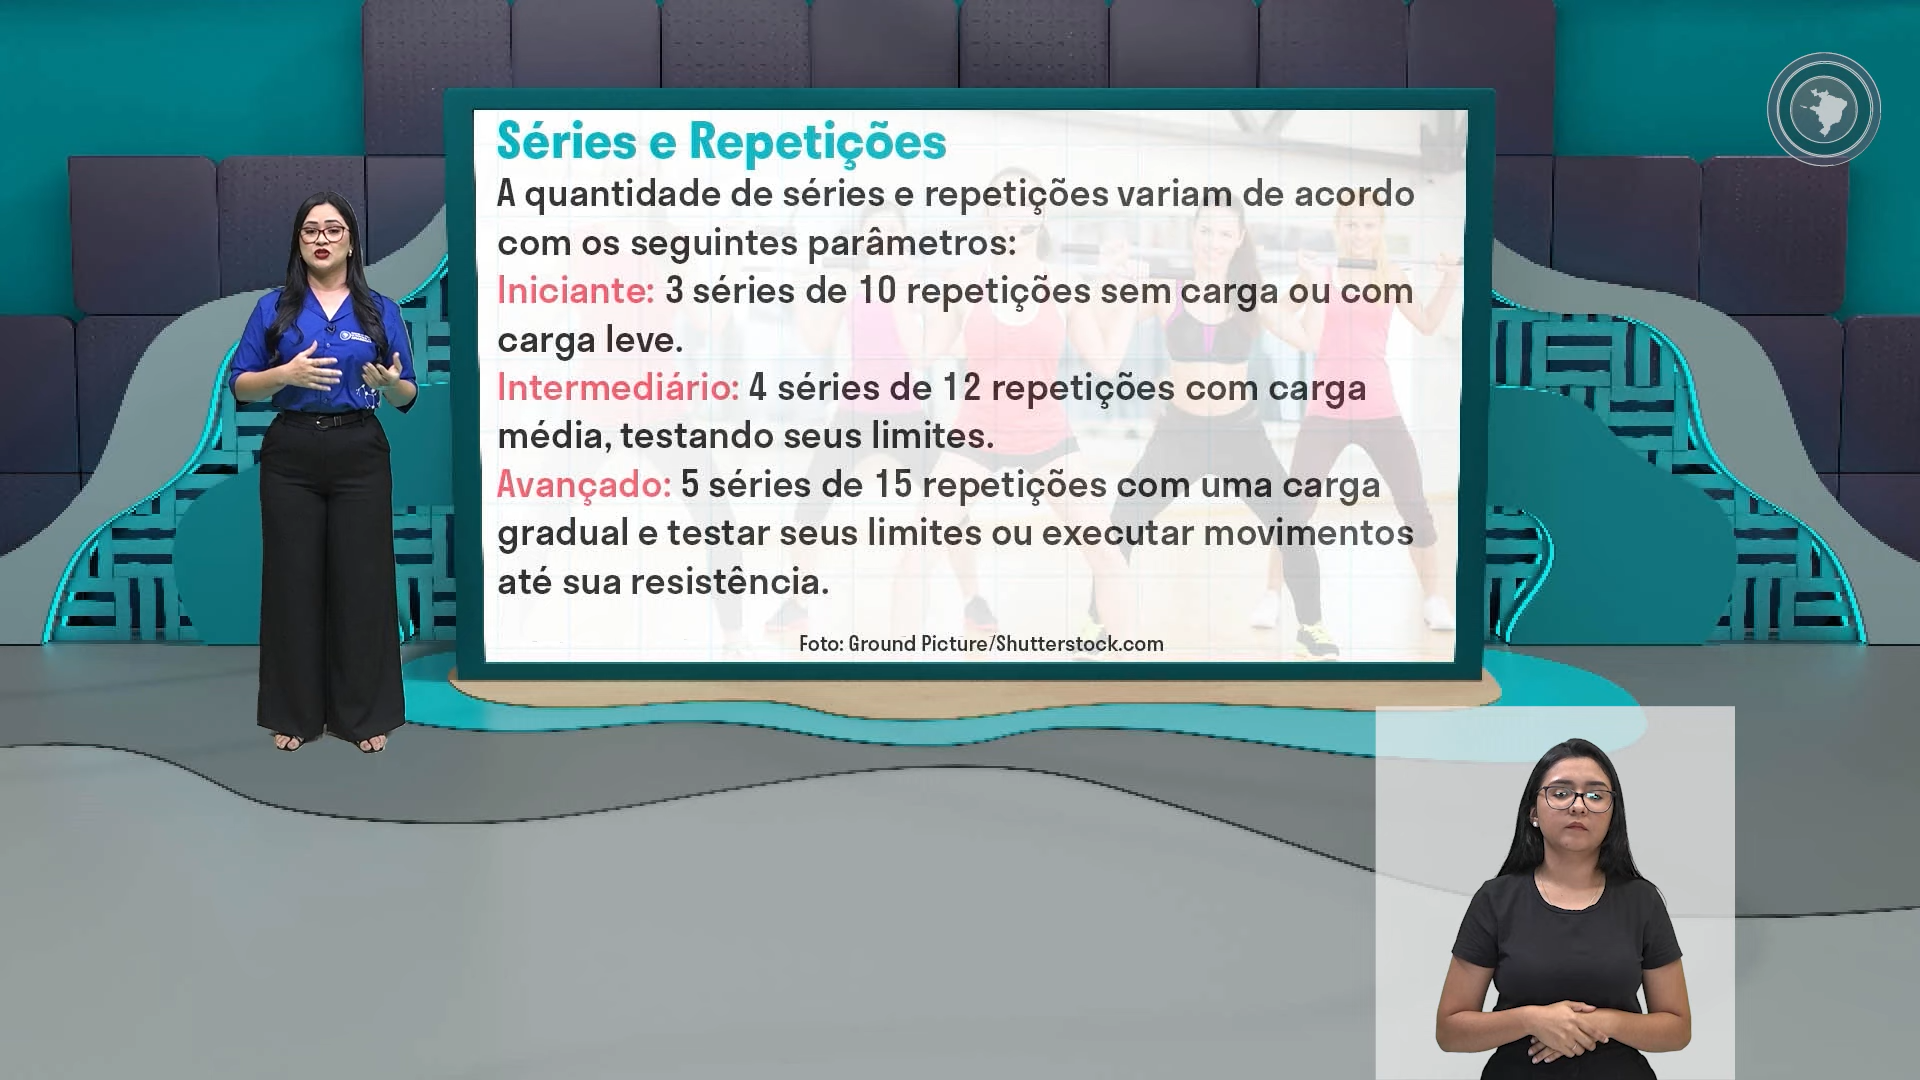 Séries e Repetições
A quantidade de séries e repetições variam de acordo
com os seguintes parâmetros:
Iniciante: 3 séries de 10 repetições sem carga ou com
carga leve.
Intermediário: 4 séries de 12 repetições com carga
média, testando seus limites.
Avançado: 5 séries de 15 repetições com uma carga
gradual e testar seus limites ou executar movimentos
até sua resistência.
Foto: Ground Picture/Shutterstock.com